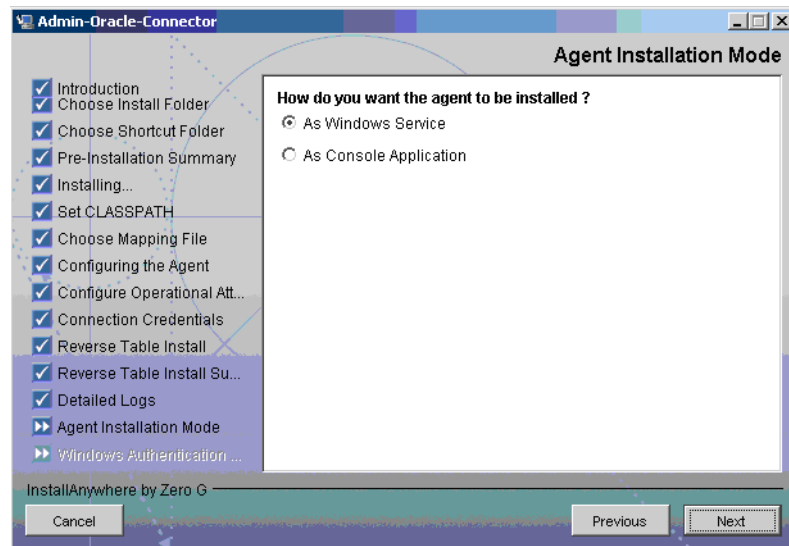 Admin-Oracle-Connector
Agent Installation Mode
Introduction
Choose Install Folder
Choose Shortcut Folder
Pre-Installation Summary
Installing...
Set CLASSPATH
Choose Mapping File
Configuring the Agent
Configure Operational Att...
Connection Credentials
Reverse Table Install
Reverse Table Install Su...
Detailed Logs
Agent Installation Mode
Windows Authentication ...
How do you want the agent to be installed ?
As Windows Service
As Console Application
InstallAnywhere by Zero G
Cancel
Previous
Next